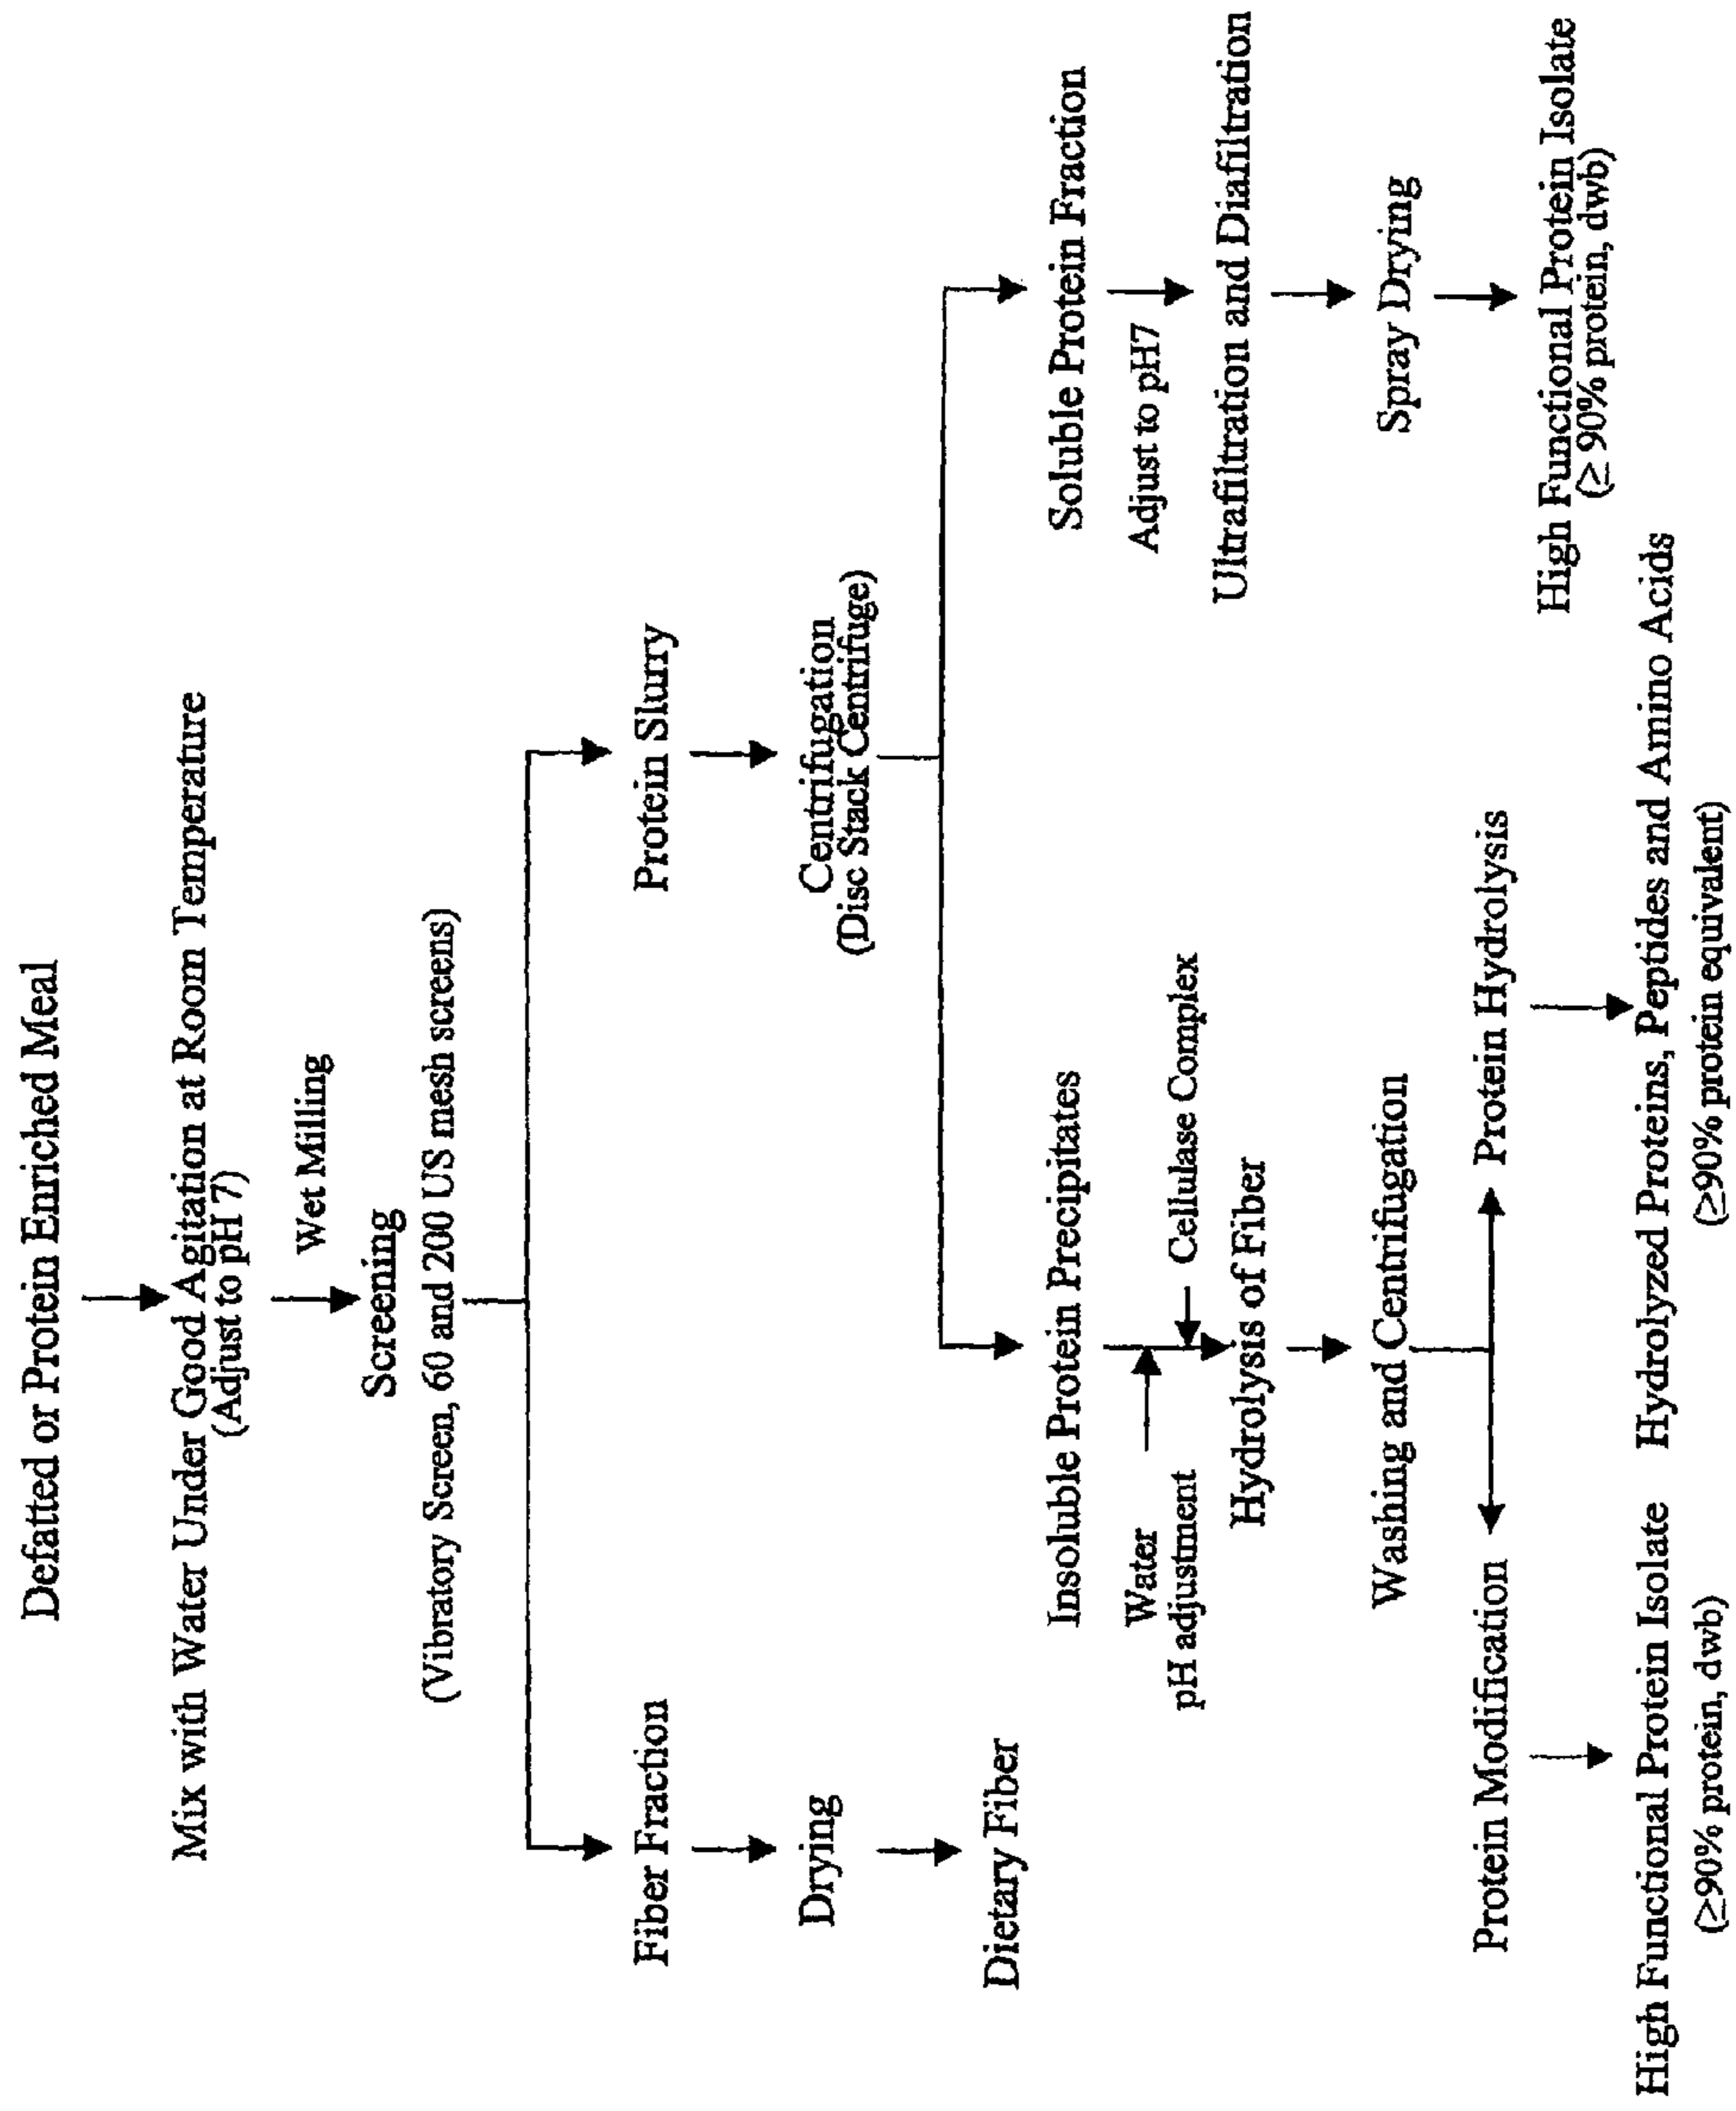 Defatted or Protein Enriched Meal
Mix with Water Under Good Agitation at Room Temperature
(Adjust to pH 7)
Wet Milling
Screening
(Vibratory Screen, 60 and 200 US mesh screens)
Fiber Fraction
Protein Slurry
Drying
Centrifugation
(Disc Stack Centrifuge)
Dietary Fiber
Insoluble Protein Precipitates
Soluble Protein Fraction
Water
pH adjustment
Cellulase Complex
Adjust to pH7
Hydrolysis of Fiber
Ultrafiltration and Diafiltration
Washing and Centrifugation
Spray Drying
Protein Modification
Protein Hydrolysis
High Functional Protein Isolate
(≥ 90% protein, dwb)
High Functional Protein Isolate
(≥90% protein, dwb)
Hydrolyzed Proteins, Peptides and Amino Acids
(≥90% protein equivalent)